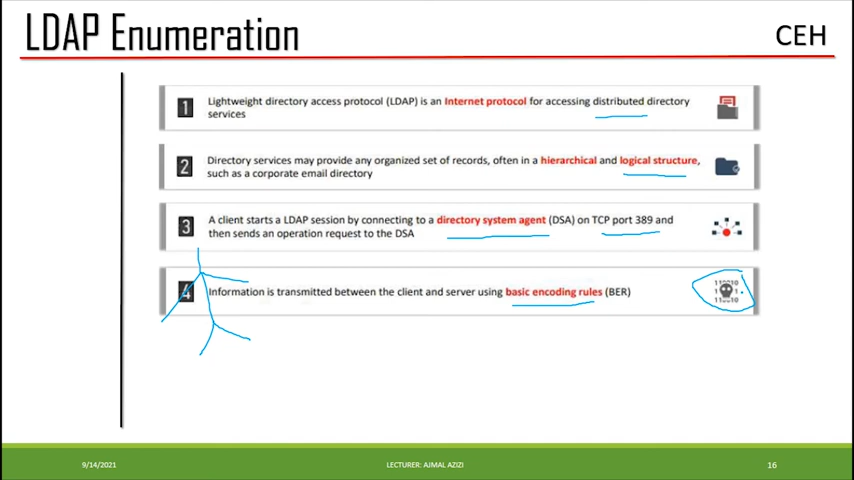 LDAP Enumeration
CEH
1
Lightweight directory access protocol (LDAP) is an Internet protocol for accessing distributed directory
services
2
Directory services may provide any organized set of records, often in a hierarchical and logical structure,
such as a corporate email directory
3
A client starts a LDAP session by connecting to a directory system agent (DSA) on TCP port 389 and
then sends an operation request to the DSA
4
Information is transmitted between the client and server using basic encoding rules (BER)
9/14/2021
LECTURER: AJMAL AZIZI
16